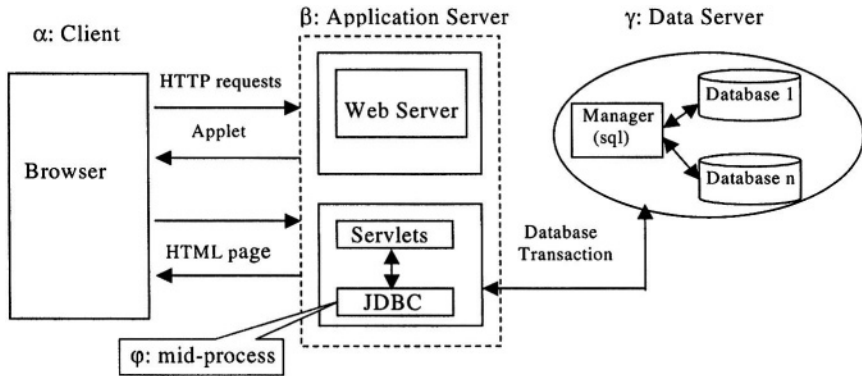 α: Client
β: Application Server
γ: Data Server
HTTP requests
Applet
Browser
HTML page
Web Server
Servlets
JDBC
φ: mid-process
Database
Transaction
Manager
(sql)
Database 1
Database n